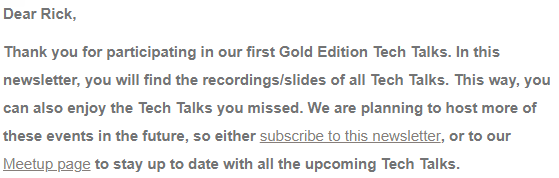 Dear Rick,
Thank you for participating in our first Gold Edition Tech Talks. In this
newsletter, you will find the recordings/slides of all Tech Talks. This way, you
can also enjoy the Tech Talks you missed. We are planning to host more of
these events in the future, so either subscribe to this newsletter, or to our
Meetup page to stay up to date with all the upcoming Tech Talks.